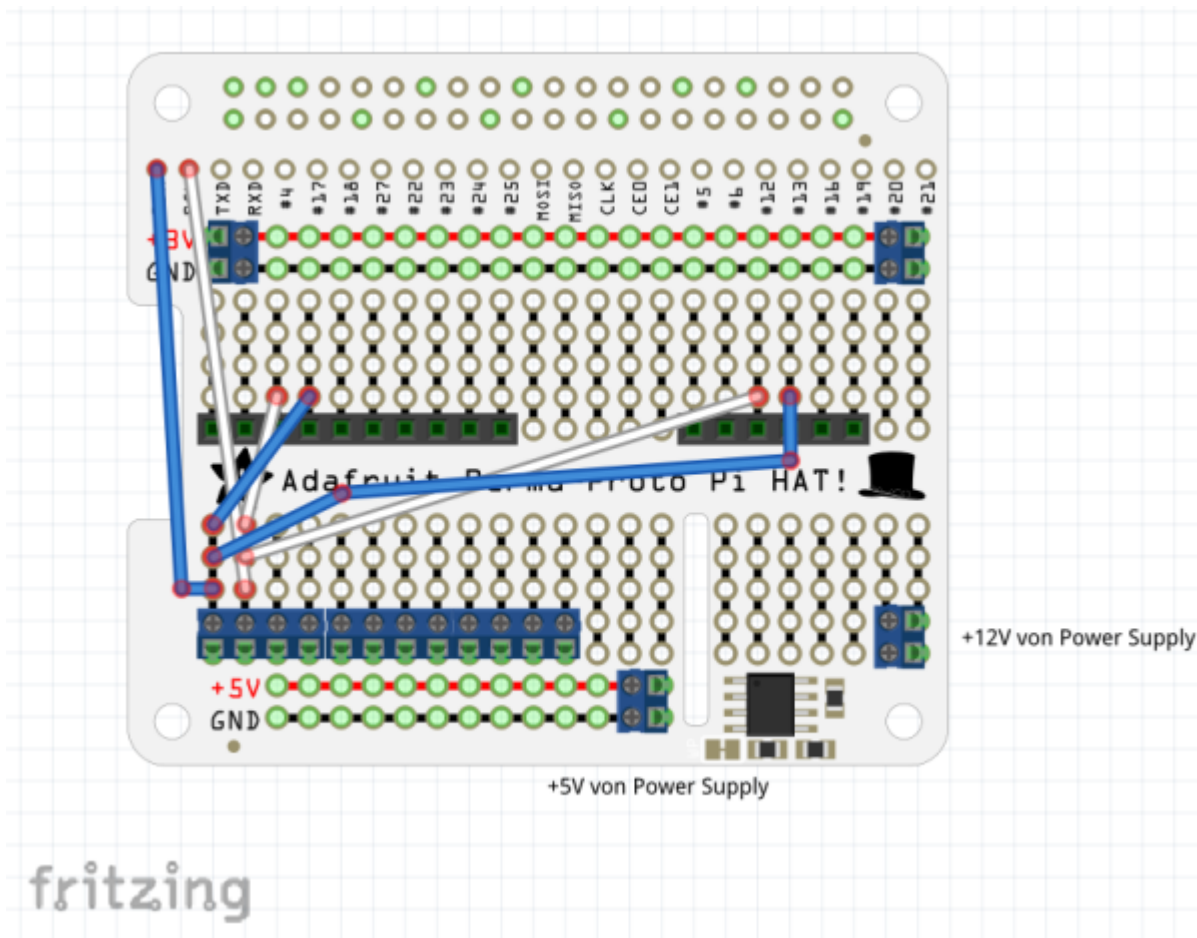 TXD RXD #4 #17 #18 #27 #22 #23 #24 #25 MOSI MISO CLK CE0 CE1 #5 #6 #12 #13 #16 #19 #20 #21
+3V
GND
Adafruit Perma Proto Pi HAT!
+12V von Power Supply
+5V
GND
+5V von Power Supply
fritzing